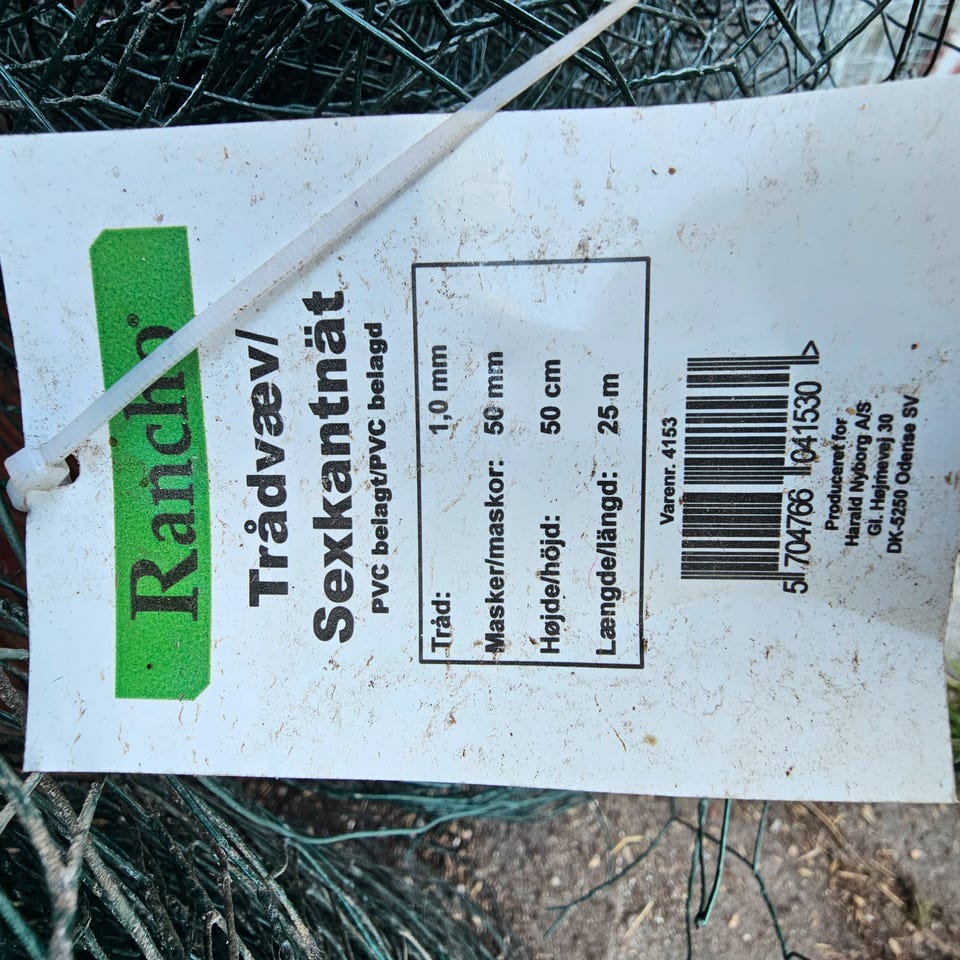 Rancho®
Trådvæv/
Sexkantnät
PVC belagt/PVC belagd
Tråd: 1,0 mm
Masker/maskor: 50 mm
Højde/höjd: 50 cm
Længde/längd: 25 m
Varenr. 4153
5 704766 041530 >
Produceret for
Harald Nyborg A/S
Gl. Højmevej 30
DK-5250 Odense SV